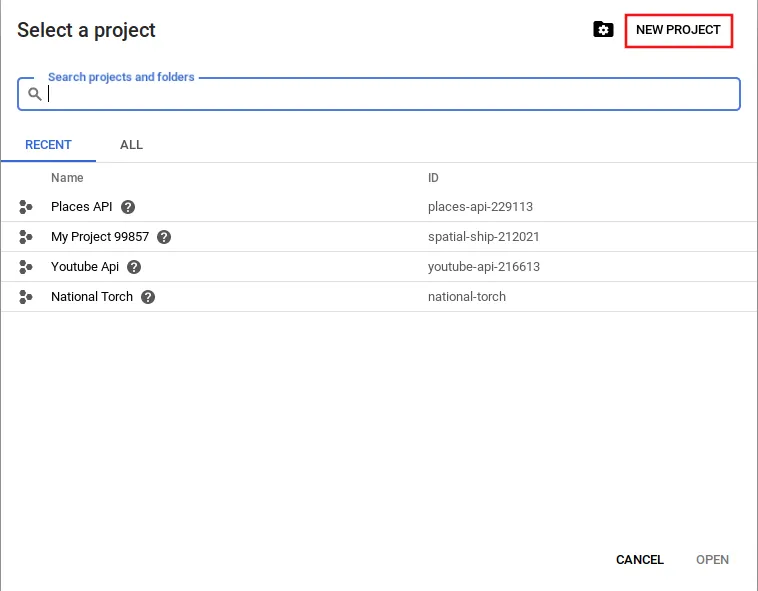 Select a project
NEW PROJECT
Search projects and folders
RECENT ALL
Name ID
Places API places-api-229113
My Project 99857 spatial-ship-212021
Youtube Api youtube-api-216613
National Torch national-torch
CANCEL OPEN